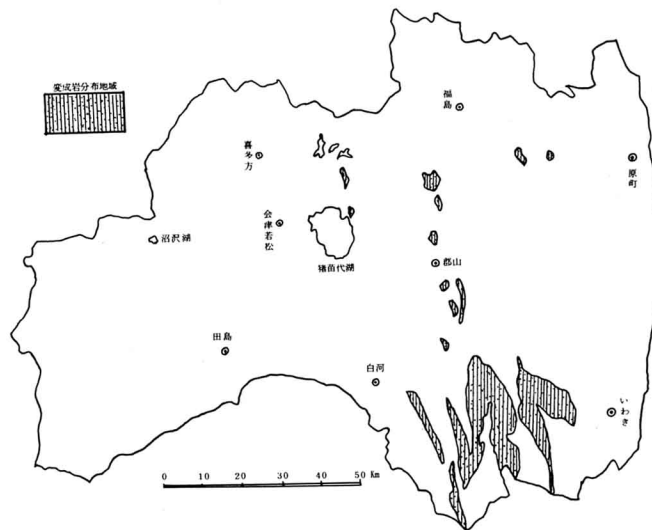 変成岩分布地域
福島
喜多方
原町
会津若松
沼沢湖
猪苗代湖
郡山
田島
白河
いわき
0 10 20 30 40 50 Km